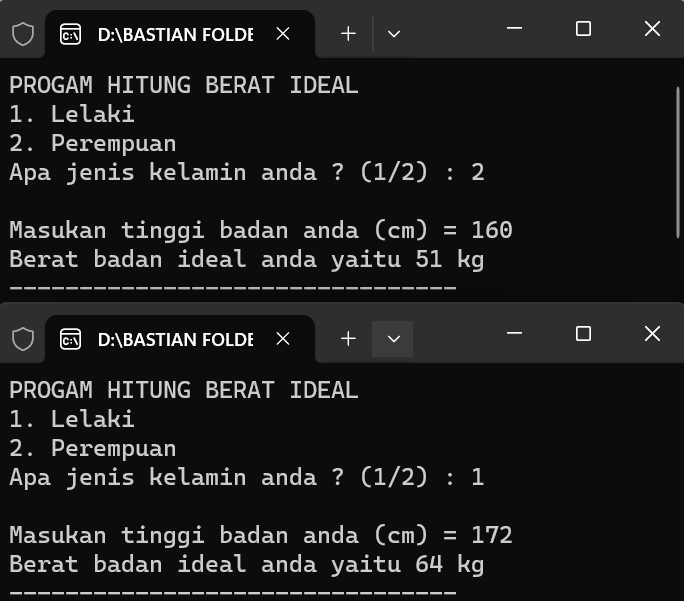 D:\BASTIAN FOLDE
PROGAM HITUNG BERAT IDEAL
1. Lelaki
2. Perempuan
Apa jenis kelamin anda ? (1/2) : 2
Masukan tinggi badan anda (cm) = 160
Berat badan ideal anda yaitu 51 kg
--------------------------------
D:\BASTIAN FOLDE
PROGAM HITUNG BERAT IDEAL
1. Lelaki
2. Perempuan
Apa jenis kelamin anda ? (1/2) : 1
Masukan tinggi badan anda (cm) = 172
Berat badan ideal anda yaitu 64 kg
--------------------------------